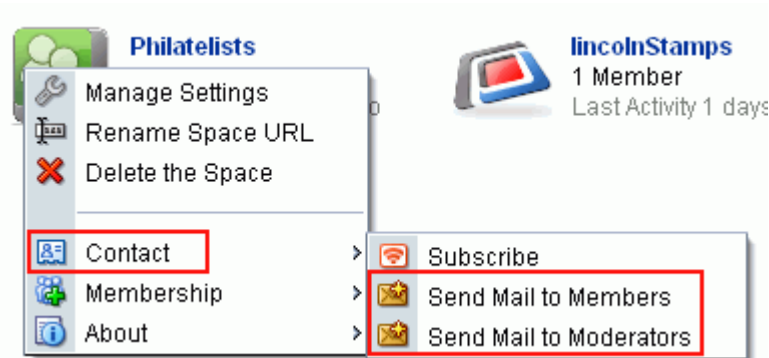 Philatelists
lincolnStamps
1 Member
Last Activity 1 days
Manage Settings
Rename Space URL
Delete the Space
Contact
Membership
About
Subscribe
Send Mail to Members
Send Mail to Moderators